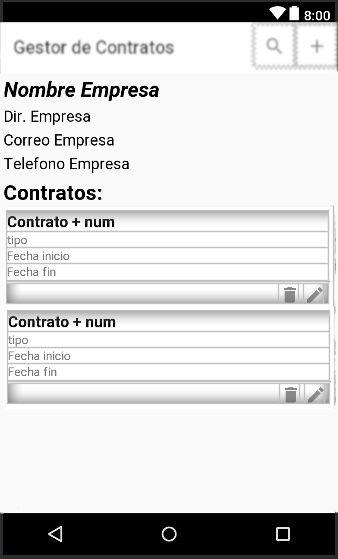 8:00
Gestor de Contratos
Nombre Empresa
Dir. Empresa
Correo Empresa
Telefono Empresa
Contratos:
Contrato + num
tipo
Fecha inicio
Fecha fin
Contrato + num
tipo
Fecha inicio
Fecha fin